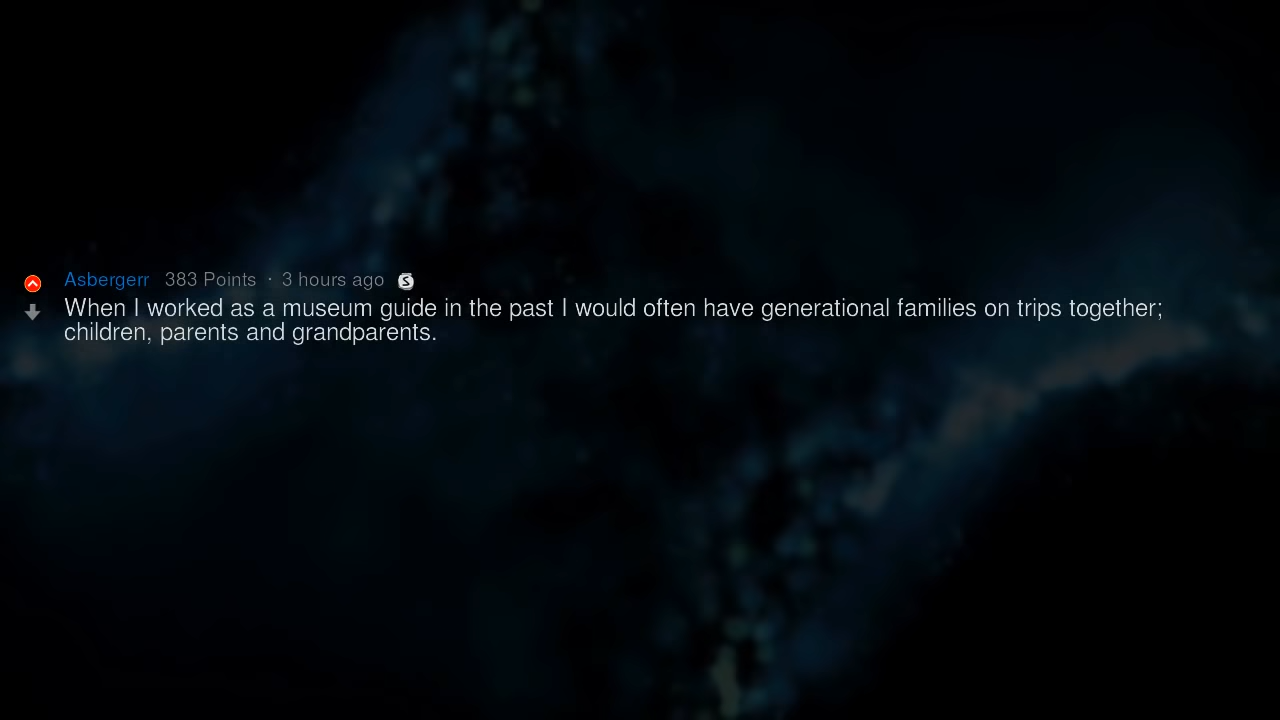 Asbergerr 383 Points · 3 hours ago
When I worked as a museum guide in the past I would often have generational families on trips together;
children, parents and grandparents.